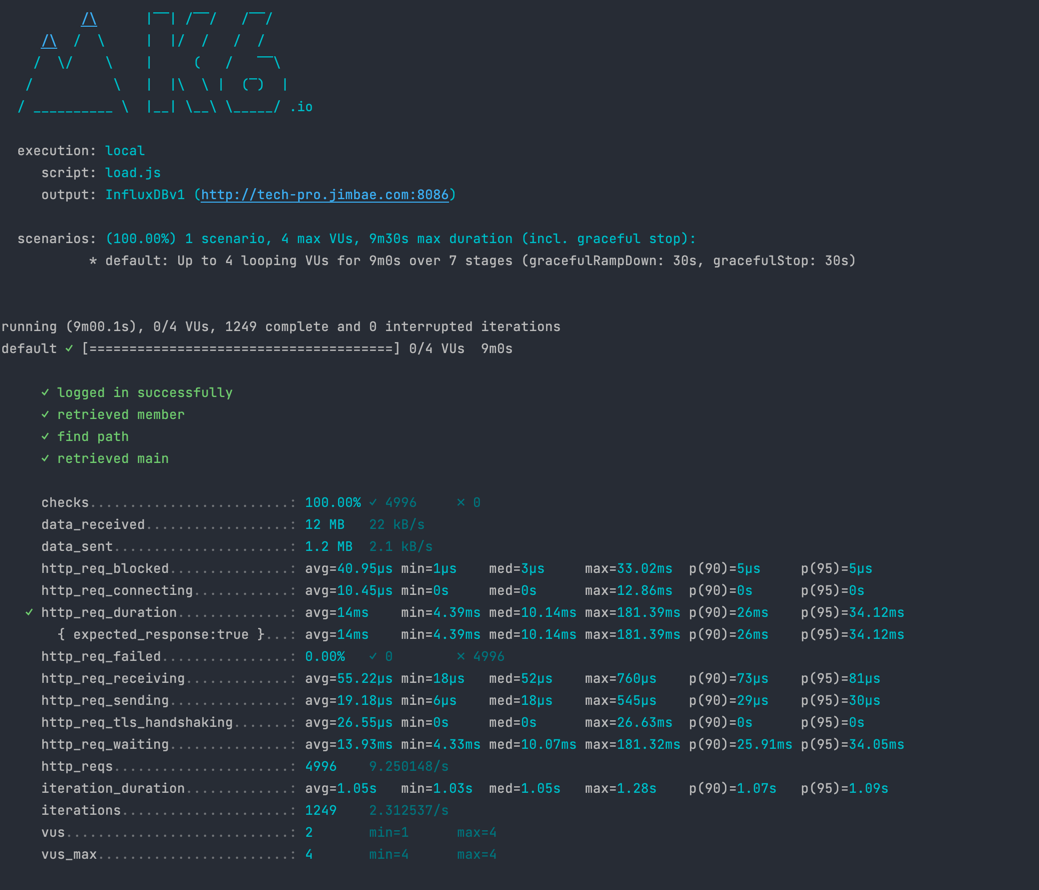 /\      |‾‾| /‾‾/   /‾‾/
     /\  /  \     |  |/  /   /  /
    /  \/    \    |     (   /   ‾‾\
   /          \   |  |\  \ |  (‾)  |
  / __________ \  |__| \__\ \_____/ .io
  execution: local
     script: load.js
     output: InfluxDBv1 (http://tech-pro.jimbae.com:8086)
  scenarios: (100.00%) 1 scenario, 4 max VUs, 9m30s max duration (incl. graceful stop):
           * default: Up to 4 looping VUs for 9m0s over 7 stages (gracefulRampDown: 30s, gracefulStop: 30s)
running (9m00.1s), 0/4 VUs, 1249 complete and 0 interrupted iterations
default ✓ [======================================] 0/4 VUs  9m0s
     ✓ logged in successfully
     ✓ retrieved member
     ✓ find path
     ✓ retrieved main
     checks.........................: 100.00% ✓ 4996     ✗ 0
     data_received..................: 12 MB   22 kB/s
     data_sent......................: 1.2 MB  2.1 kB/s
     http_req_blocked...............: avg=40.95µs min=1µs    med=3µs     max=33.02ms  p(90)=5µs     p(95)=5µs
     http_req_connecting............: avg=10.45µs min=0s     med=0s      max=12.86ms  p(90)=0s      p(95)=0s
   ✓ http_req_duration..............: avg=14ms    min=4.39ms med=10.14ms max=181.39ms p(90)=26ms    p(95)=34.12ms
       { expected_response:true }...: avg=14ms    min=4.39ms med=10.14ms max=181.39ms p(90)=26ms    p(95)=34.12ms
     http_req_failed................: 0.00%   ✓ 0        ✗ 4996
     http_req_receiving.............: avg=55.22µs min=18µs   med=52µs    max=760µs    p(90)=73µs    p(95)=81µs
     http_req_sending...............: avg=19.18µs min=6µs    med=18µs    max=545µs    p(90)=29µs    p(95)=30µs
     http_req_tls_handshaking.......: avg=26.55µs min=0s     med=0s      max=26.63ms  p(90)=0s      p(95)=0s
     http_req_waiting...............: avg=13.93ms min=4.33ms med=10.07ms max=181.32ms p(90)=25.91ms p(95)=34.05ms
     http_reqs......................: 4996    9.250148/s
     iteration_duration.............: avg=1.05s   min=1.03s  med=1.05s   max=1.28s    p(90)=1.07s   p(95)=1.09s
     iterations.....................: 1249    2.312537/s
     vus............................: 2       min=1      max=4
     vus_max........................: 4       min=4      max=4